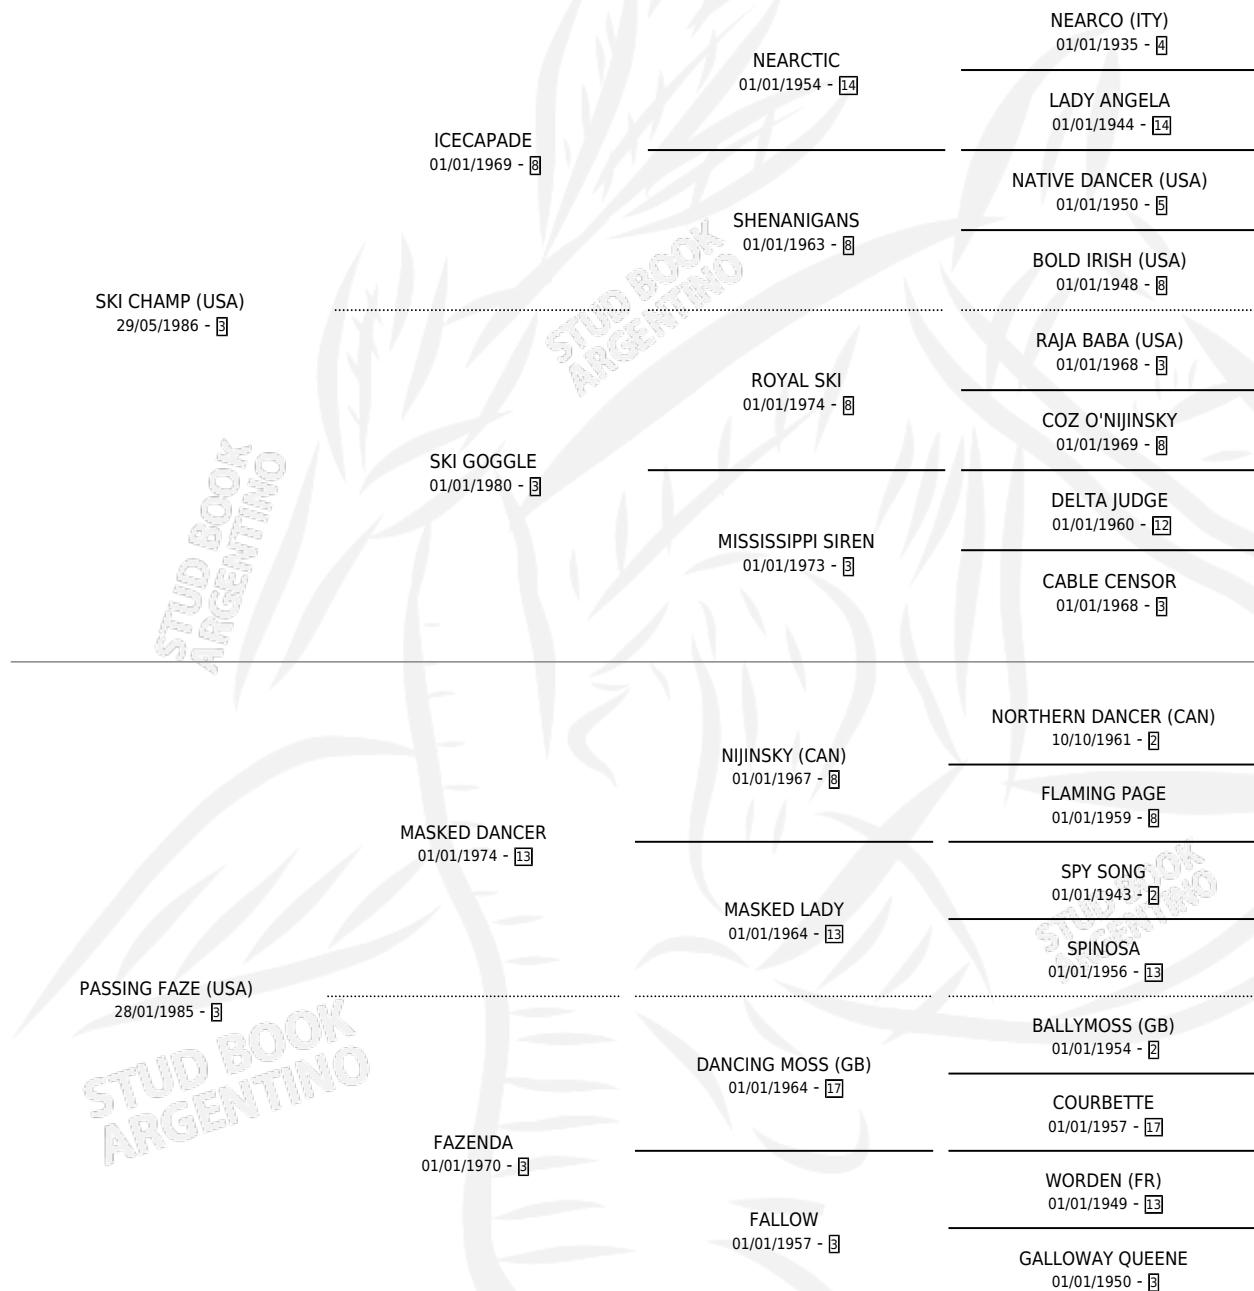 NEARCO (ITY)
01/01/1935 - 4
NEARCTIC
01/01/1954 - 14
LADY ANGELA
01/01/1944 - 14
ICECAPADE
01/01/1969 - 8
NATIVE DANCER (USA)
01/01/1950 - 5
SHENANIGANS
01/01/1963 - 8
BOLD IRISH (USA)
01/01/1948 - 8
SKI CHAMP (USA)
29/05/1986 - 3
RAJA BABA (USA)
01/01/1968 - 3
ROYAL SKI
01/01/1974 - 8
COZ O'NIJINSKY
01/01/1969 - 8
SKI GOGGLE
01/01/1980 - 3
DELTA JUDGE
01/01/1960 - 12
MISSISSIPPI SIREN
01/01/1973 - 3
CABLE CENSOR
01/01/1968 - 3
NORTHERN DANCER (CAN)
10/10/1961 - 2
NIJINSKY (CAN)
01/01/1967 - 8
FLAMING PAGE
01/01/1959 - 8
MASKED DANCER
01/01/1974 - 13
SPY SONG
01/01/1943 - 2
MASKED LADY
01/01/1964 - 13
SPINOSA
01/01/1956 - 13
PASSING FAZE (USA)
28/01/1985 - 3
BALLYMOSS (GB)
01/01/1954 - 2
DANCING MOSS (GB)
01/01/1964 - 17
COURBETTE
01/01/1957 - 17
FAZENDA
01/01/1970 - 3
WORDEN (FR)
01/01/1949 - 13
FALLOW
01/01/1957 - 3
GALLOWAY QUEENE
01/01/1950 - 3
STUD BOOK
ARGENTINO
STUD BOOK
ARGENTINO
STUD BOOK
ARGENTINO
STUD BOOK
ARGENTINO